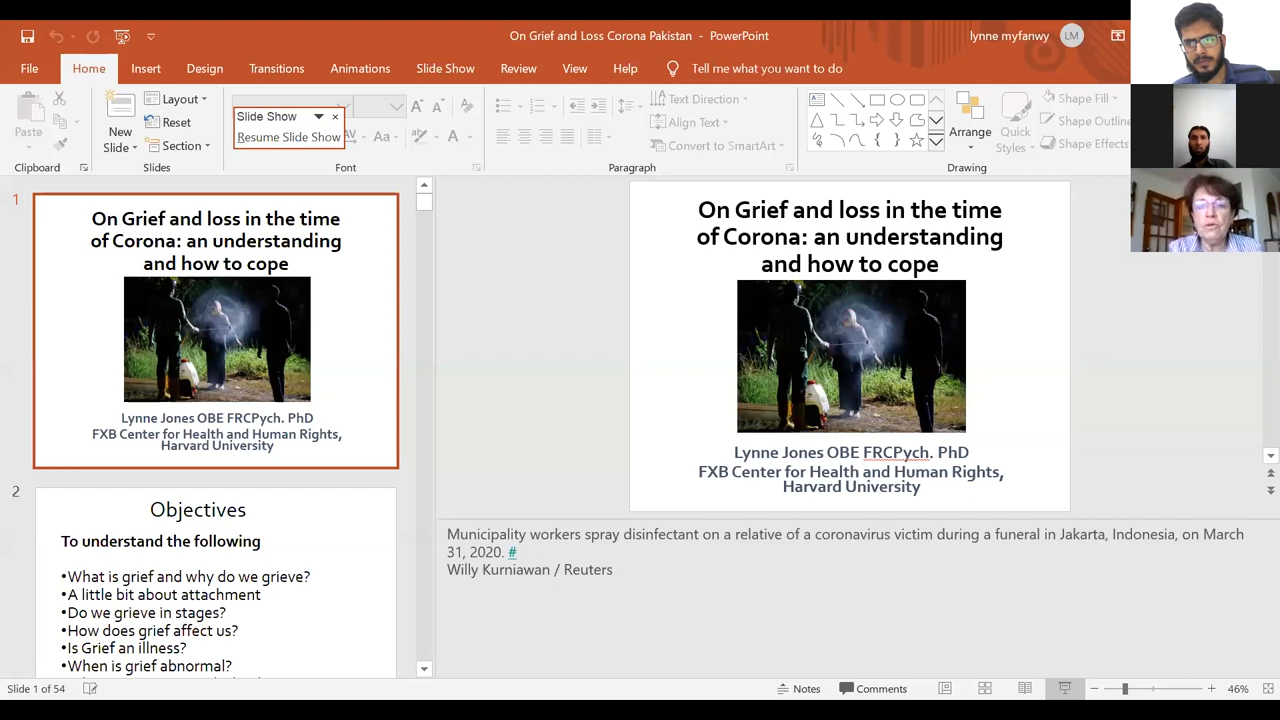 On Grief and Loss Corona Pakistan - PowerPoint
lynne myfanwy
LM
File
Home
Insert
Design
Transitions
Animations
Slide Show
Review
View
Help
Tell me what you want to do
Paste
New
Slide
Layout
Reset
Section
Slide Show
Resume Slide Show
AV
Aa
A
Text Direction
Align Text
Convert to SmartArt
Arrange
Quick
Styles
Shape Fill
Shape Outline
Shape Effects
Clipboard
Slides
Font
Paragraph
Drawing
1
On Grief and loss in the time
of Corona: an understanding
and how to cope
Lynne Jones OBE FRCPych. PhD
FXB Center for Health and Human Rights,
Harvard University
2
Objectives
To understand the following
•What is grief and why do we grieve?
•A little bit about attachment
•Do we grieve in stages?
•How does grief affect us?
•Is Grief an illness?
•When is grief abnormal?
On Grief and loss in the time
of Corona: an understanding
and how to cope
Lynne Jones OBE FRCPych. PhD
FXB Center for Health and Human Rights,
Harvard University
Municipality workers spray disinfectant on a relative of a coronavirus victim during a funeral in Jakarta, Indonesia, on March
31, 2020. #
Willy Kurniawan / Reuters
Slide 1 of 54
Notes
Comments
46%